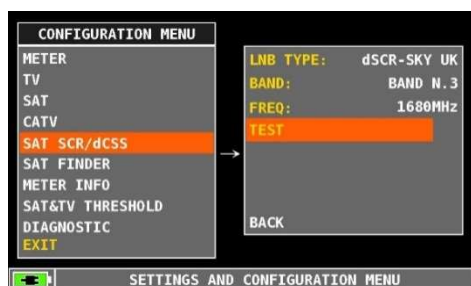 CONFIGURATION MENU
METER
TV
SAT
CATV
SAT SCR/dCSS
SAT FINDER
METER INFO
SAT&TV THRESHOLD
DIAGNOSTIC
EXIT
→
LNB TYPE: dSCR-SKY UK
BAND: BAND N.3
FREQ: 1680MHz
TEST
BACK
SETTINGS AND CONFIGURATION MENU